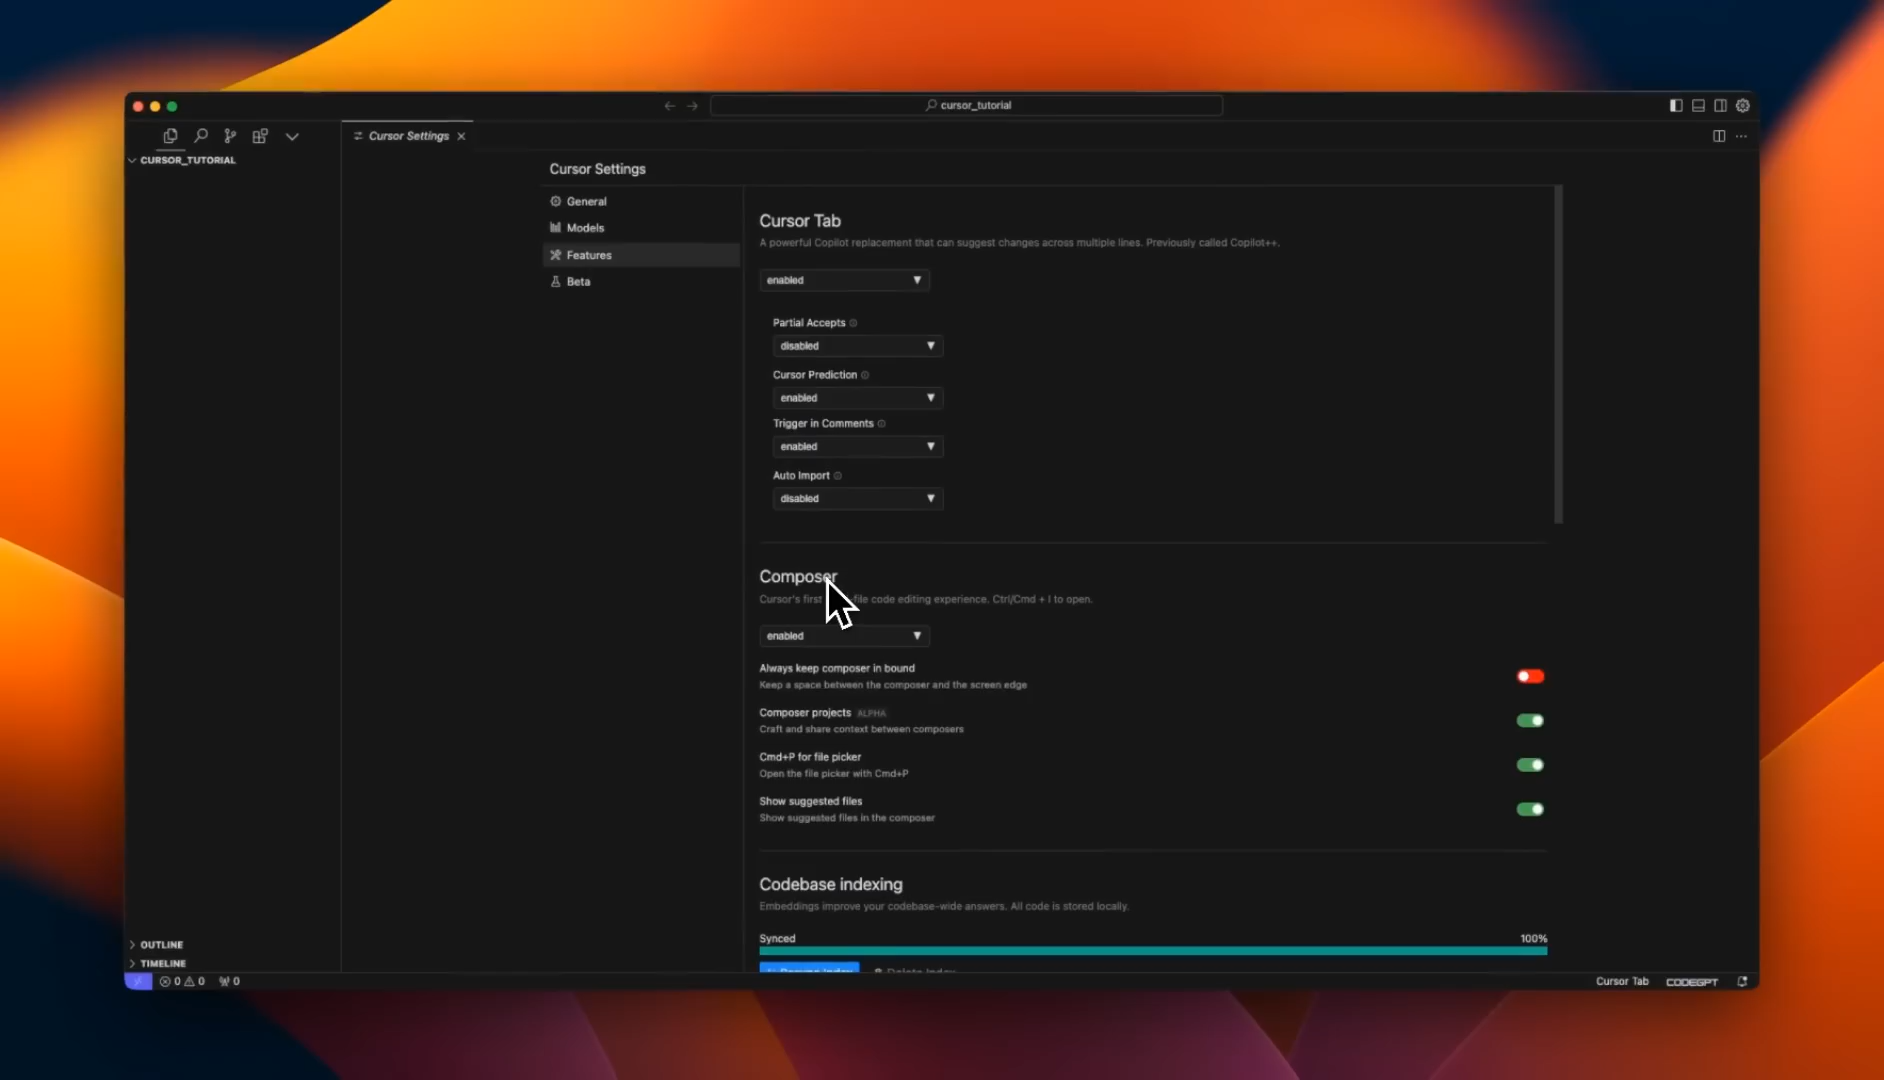 cursor_tutorial
Cursor Settings
CURSOR_TUTORIAL
Cursor Settings
General
Models
Features
Beta
Cursor Tab
A powerful Copilot replacement that can suggest changes across multiple lines. Previously called Copilot++.
enabled
Partial Accepts
disabled
Cursor Prediction
enabled
Trigger in Comments
enabled
Auto Import
disabled
Composer
Cursor's first file code editing experience. Ctrl/Cmd + I to open.
enabled
Always keep composer in bound
Keep a space between the composer and the screen edge
Composer projects ALPHA
Craft and share context between composers
Cmd+P for file picker
Open the file picker with Cmd+P
Show suggested files
Show suggested files in the composer
Codebase indexing
Embeddings improve your codebase-wide answers. All code is stored locally.
Synced 100%
Delete Index
OUTLINE
TIMELINE
0 0 0
Cursor Tab CODEGPT